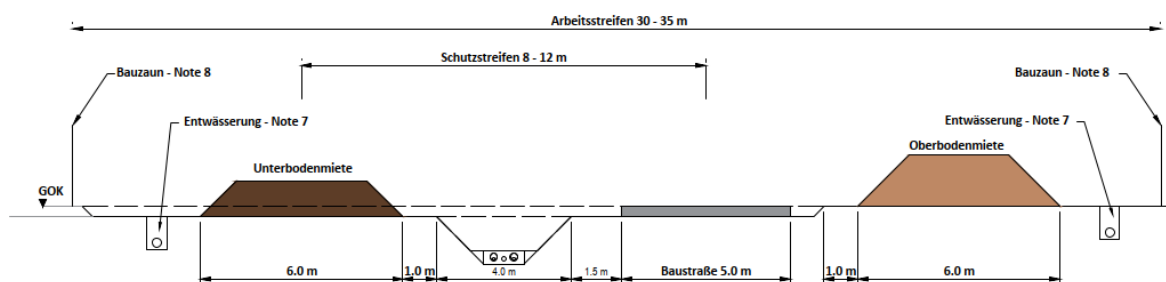 Arbeitsstreifen 30 - 35 m
Schutzstreifen 8 - 12 m
Bauzaun - Note 8
Bauzaun - Note 8
Entwässerung - Note 7
Entwässerung - Note 7
Oberbodenmiete
Unterbodenmiete
GOK
6.0 m
1.0 m
4.0 m
1.5 m
Baustraße 5.0 m
1.0 m
6.0 m